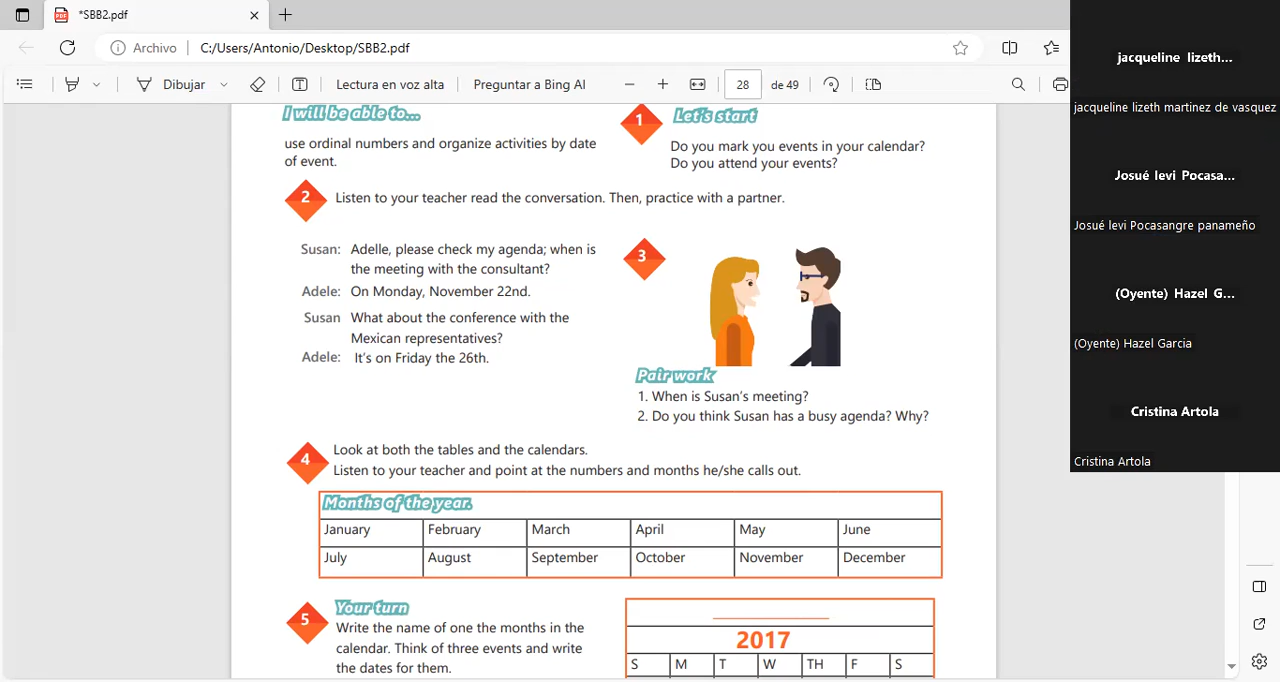 *SBB2.pdf
Archivo
C:/Users/Antonio/Desktop/SBB2.pdf
Dibujar
Lectura en voz alta
Preguntar a Bing AI
28
de 49
I will be able to...
use ordinal numbers and organize activities by date
of event.
1
Let's start
Do you mark you events in your calendar?
Do you attend your events?
2
Listen to your teacher read the conversation. Then, practice with a partner.
Susan: Adelle, please check my agenda; when is
the meeting with the consultant?
Adele: On Monday, November 22nd.
Susan What about the conference with the
Mexican representatives?
Adele: It's on Friday the 26th.
3
Pair work
1. When is Susan's meeting?
2. Do you think Susan has a busy agenda? Why?
4
Look at both the tables and the calendars.
Listen to your teacher and point at the numbers and months he/she calls out.
Months of the year.
January February March April May June
July August September October November December
5
Your turn
Write the name of one the months in the
calendar. Think of three events and write
the dates for them.
2017
S M T W TH F S
jacqueline lizeth...
jacqueline lizeth martinez de vasquez
Josué levi Pocasa...
Josué levi Pocasangre panameño
(Oyente) Hazel G...
(Oyente) Hazel Garcia
Cristina Artola
Cristina Artola